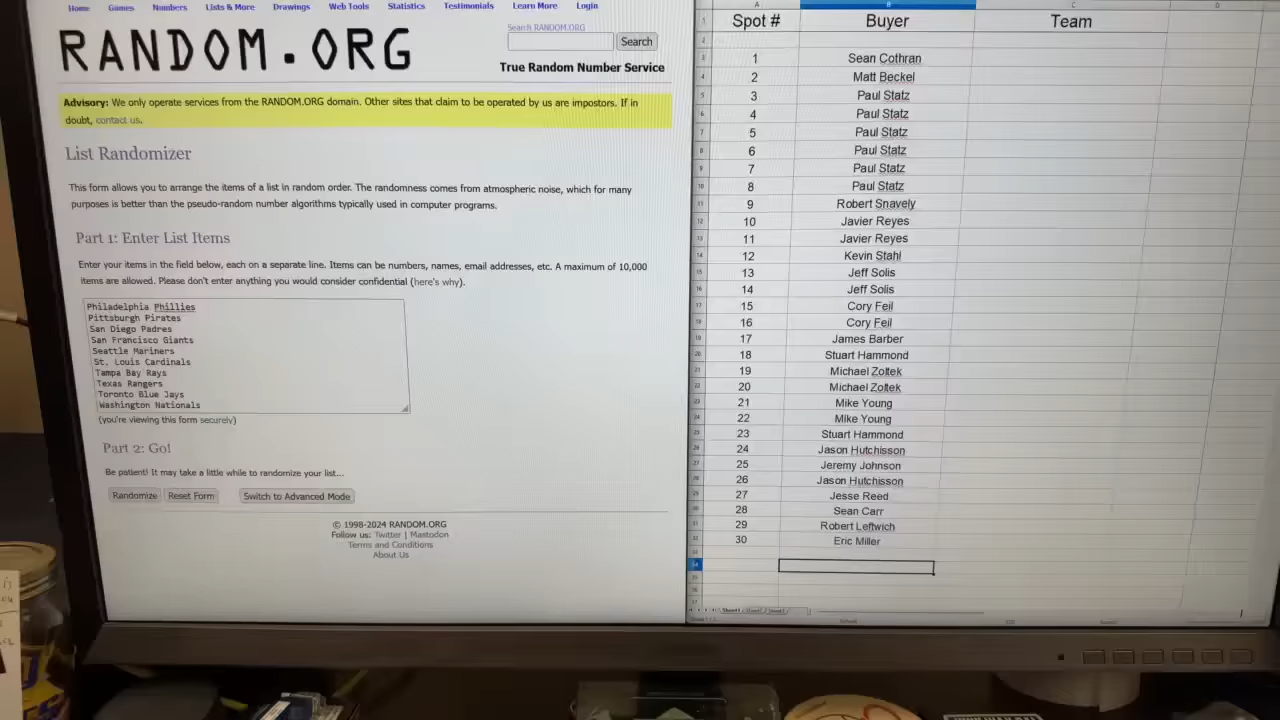 Home Games Numbers Lists & More Drawings Web Tools Statistics Testimonials Learn More Login
RANDOM.ORG
Search RANDOM.ORG
Search
True Random Number Service
Advisory: We only operate services from the RANDOM.ORG domain. Other sites that claim to be operated by us are impostors. If in
doubt, contact us.
List Randomizer
This form allows you to arrange the items of a list in random order. The randomness comes from atmospheric noise, which for many
purposes is better than the pseudo-random number algorithms typically used in computer programs.
Part 1: Enter List Items
Enter your items in the field below, each on a separate line. Items can be numbers, names, email addresses, etc. A maximum of 10,000
items are allowed. Please don't enter anything you would consider confidential (here's why).
Philadelphia Phillies
Pittsburgh Pirates
San Diego Padres
San Francisco Giants
Seattle Mariners
St. Louis Cardinals
Tampa Bay Rays
Texas Rangers
Toronto Blue Jays
Washington Nationals
(you're viewing this form securely)
Part 2: Go!
Be patient! It may take a little while to randomize your list...
Randomize Reset Form Switch to Advanced Mode
© 1998-2024 RANDOM.ORG
Follow us: Twitter | Mastodon
Terms and Conditions
About Us
A B C D
Spot # Buyer Team
1 Sean Cothran
2 Matt Beckel
3 Paul Statz
4 Paul Statz
5 Paul Statz
6 Paul Statz
7 Paul Statz
8 Paul Statz
9 Robert Snavely
10 Javier Reyes
11 Javier Reyes
12 Kevin Stahl
13 Jeff Solis
14 Jeff Solis
15 Cory Feil
16 Cory Feil
17 James Barber
18 Stuart Hammond
19 Michael Zoltek
20 Michael Zoltek
21 Mike Young
22 Mike Young
23 Stuart Hammond
24 Jason Hutchisson
25 Jeremy Johnson
26 Jason Hutchisson
27 Jesse Reed
28 Sean Carr
29 Robert Leftwich
30 Eric Miller